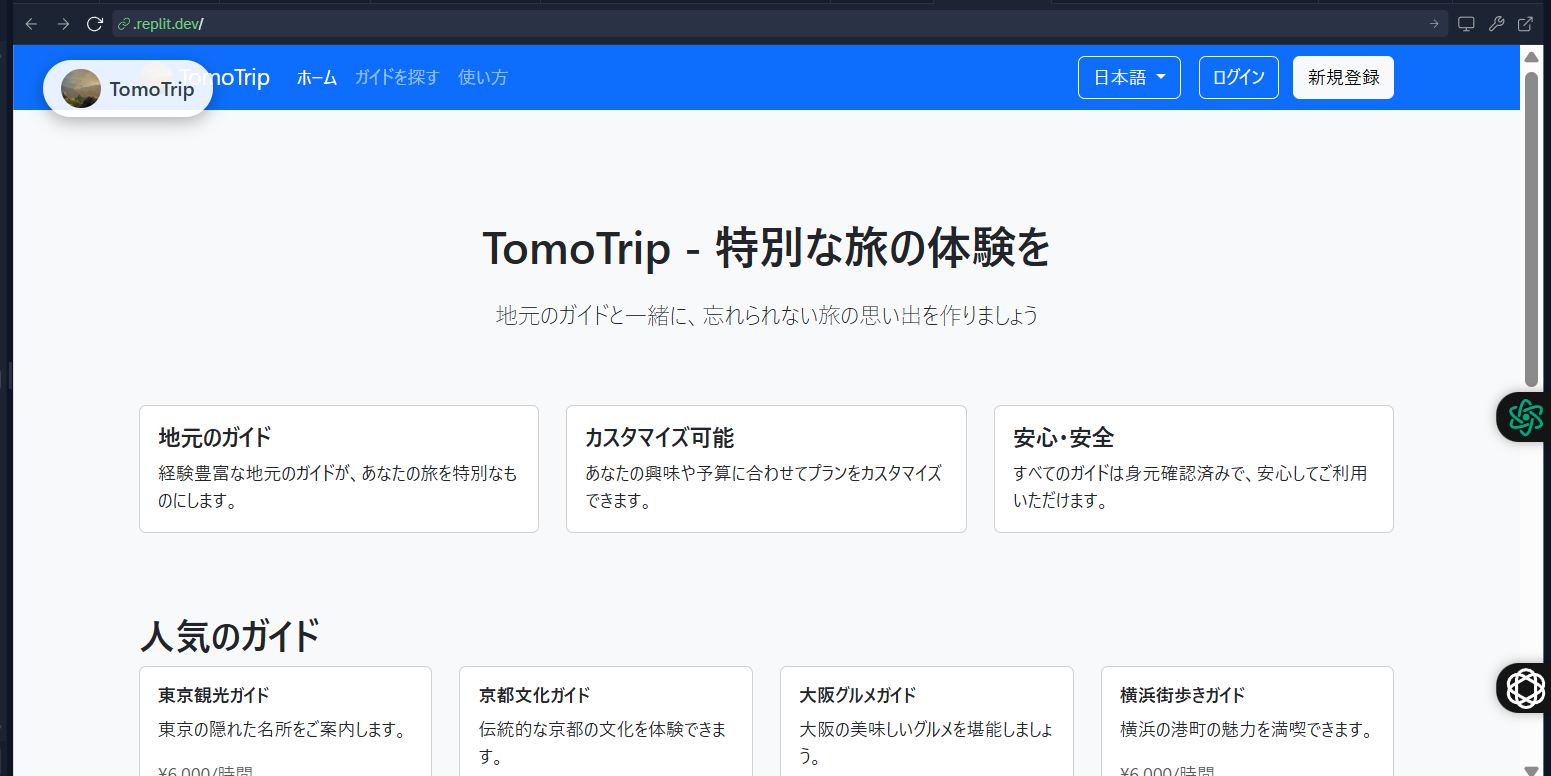 .replit.dev/
TomoTrip
TomoTrip
ホーム ガイドを探す 使い方
日本語 ログイン 新規登録
TomoTrip - 特別な旅の体験を
地元のガイドと一緒に、忘れられない旅の思い出を作りましょう
地元のガイド
経験豊富な地元のガイドが、あなたの旅を特別なも
のにします。
カスタマイズ可能
あなたの興味や予算に合わせてプランをカスタマイズ
できます。
安心・安全
すべてのガイドは身元確認済みで、安心してご利用
いただけます。
人気のガイド
東京観光ガイド
東京の隠れた名所をご案内します。
¥6,000/時間
京都文化ガイド
伝統的な京都の文化を体験できま
す。
大阪グルメガイド
大阪の美味しいグルメを堪能しましょ
う。
横浜街歩きガイド
横浜の港町の魅力を満喫できます。
¥6,000/時間